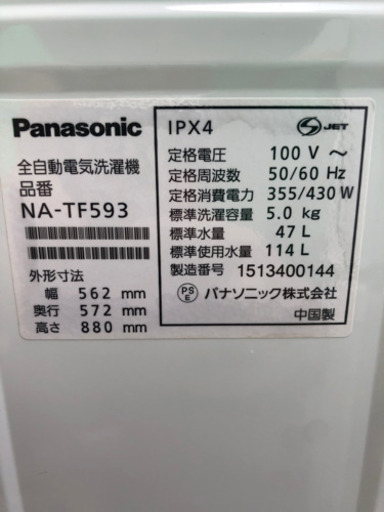 Panasonic
全自動電気洗濯機
品番
NA-TF593
外形寸法
幅 562 mm
奥行 572 mm
高さ 880 mm
IPX4
S JET
定格電圧 100 V ～
定格周波数 50/60 Hz
定格消費電力 355/430 W
標準洗濯容量 5.0 kg
標準水量 47 L
標準使用水量 114 L
製造番号 1513400144
PS E パナソニック株式会社
中国製